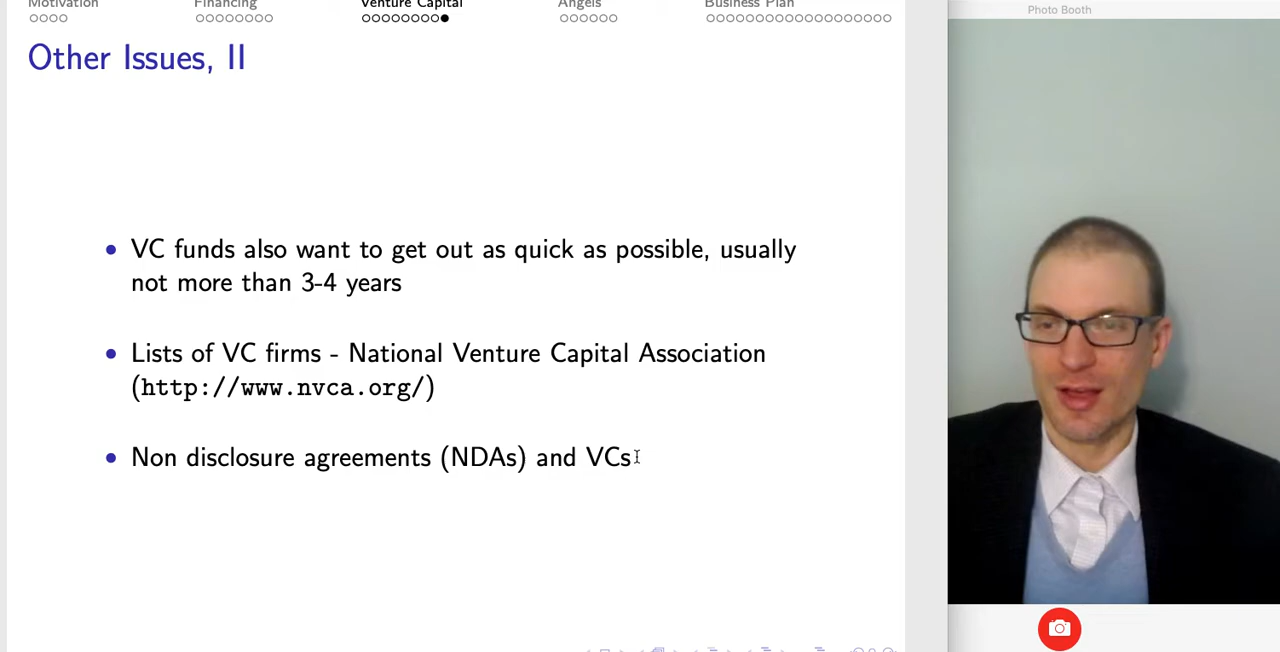 Motivation Financing Venture Capital Angels Business Plan
Photo Booth
Other Issues, II
• VC funds also want to get out as quick as possible, usually
not more than 3-4 years
• Lists of VC firms - National Venture Capital Association
(http://www.nvca.org/)
• Non disclosure agreements (NDAs) and VCs